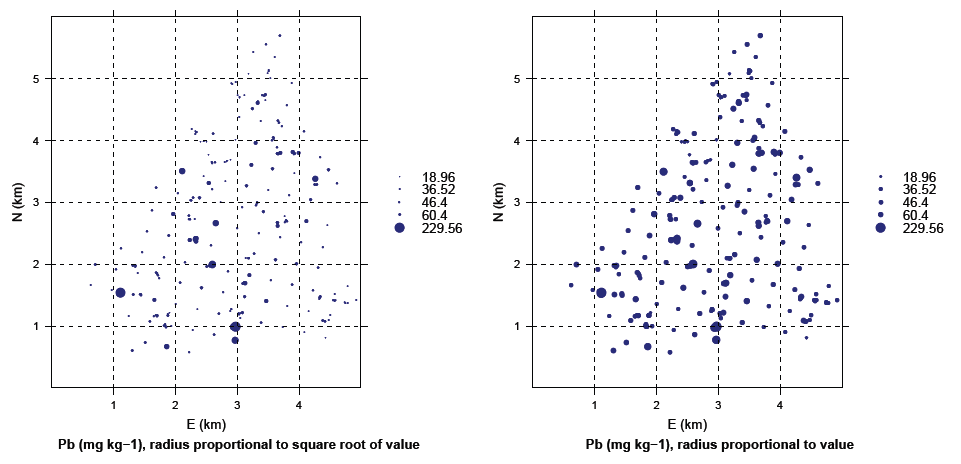 5
4
3
2
1
N (km)
1 2 3 4
E (km)
18.96
36.52
46.4
60.4
229.56
Pb (mg kg−1), radius proportional to square root of value
5
4
3
2
1
N (km)
1 2 3 4
E (km)
18.96
36.52
46.4
60.4
229.56
Pb (mg kg−1), radius proportional to value